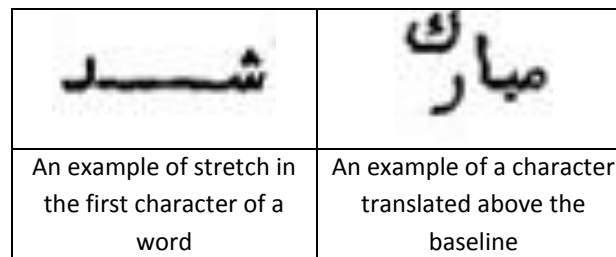 شـــــد
مبارك
An example of stretch in
the first character of a
word
An example of a character
translated above the
baseline